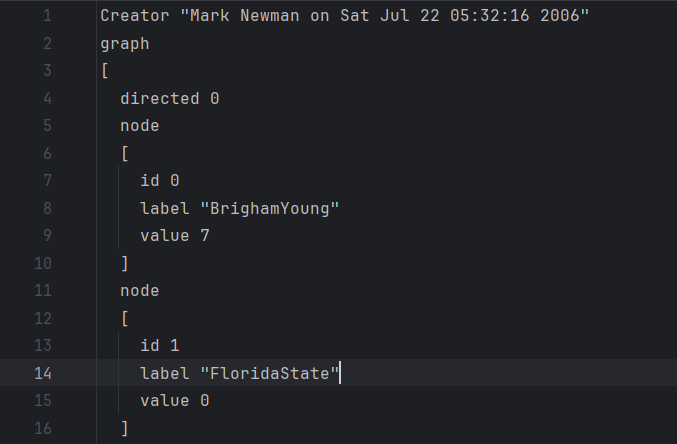 1 Creator "Mark Newman on Sat Jul 22 05:32:16 2006"
2 graph
3 [
4 directed 0
5 node
6 [
7 id 0
8 label "BrighamYoung"
9 value 7
10 ]
11 node
12 [
13 id 1
14 label "FloridaState"
15 value 0
16 ]